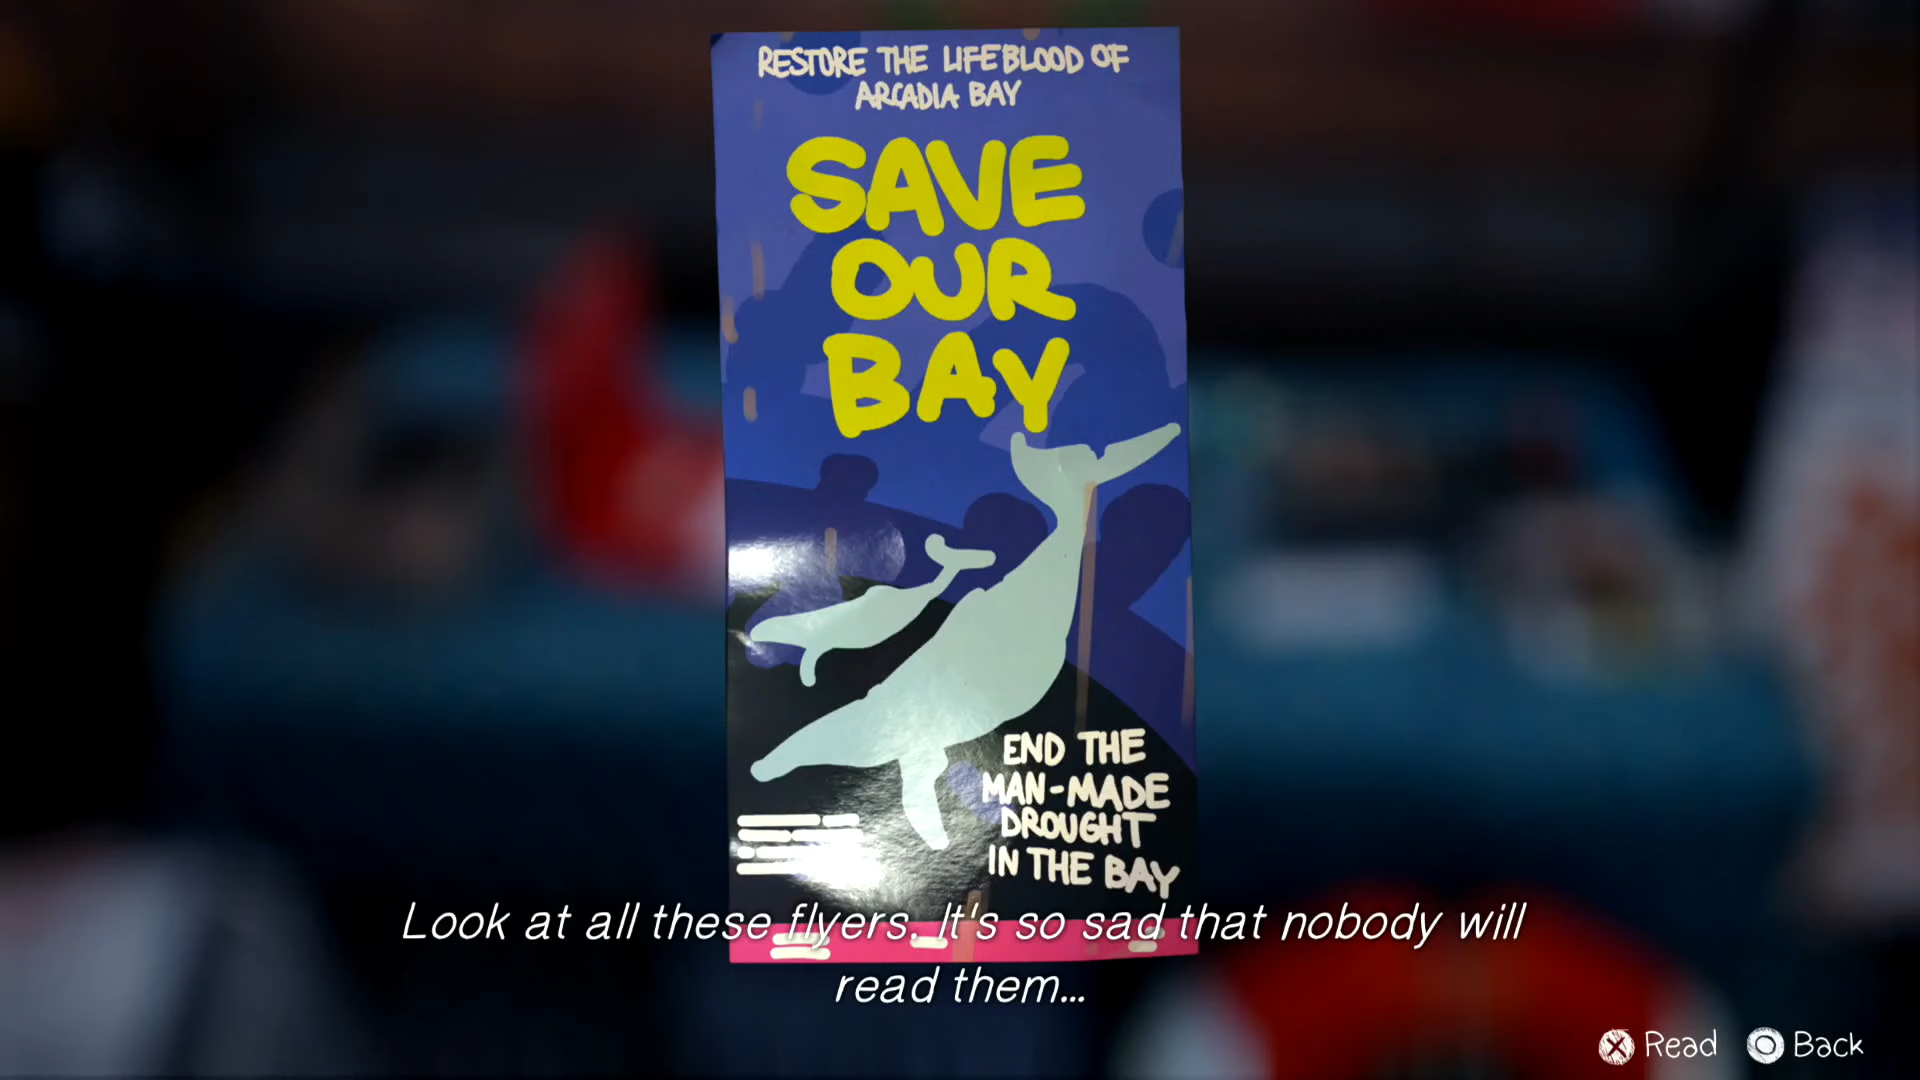 RESTORE THE LIFEBLOOD OF
ARCADIA BAY
SAVE
OUR
BAY
END THE
MAN-MADE
DROUGHT
IN THE BAY
Look at all these flyers. It's so sad that nobody will
read them...
Read Back